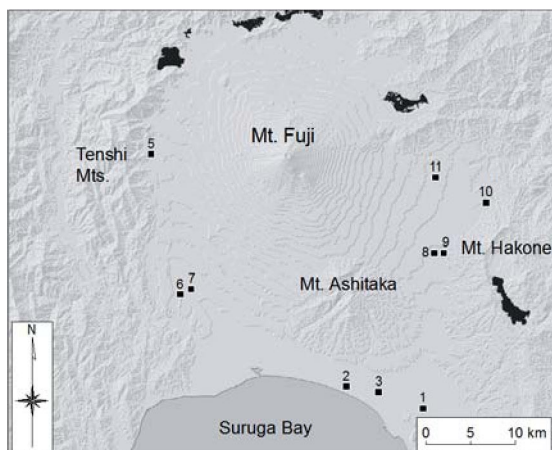 Mt. Fuji
5
Tenshi
Mts.
11
10
Mt. Hakone
8 9
7
6
Mt. Ashitaka
N
2
3
1
Suruga Bay
0 5 10 km